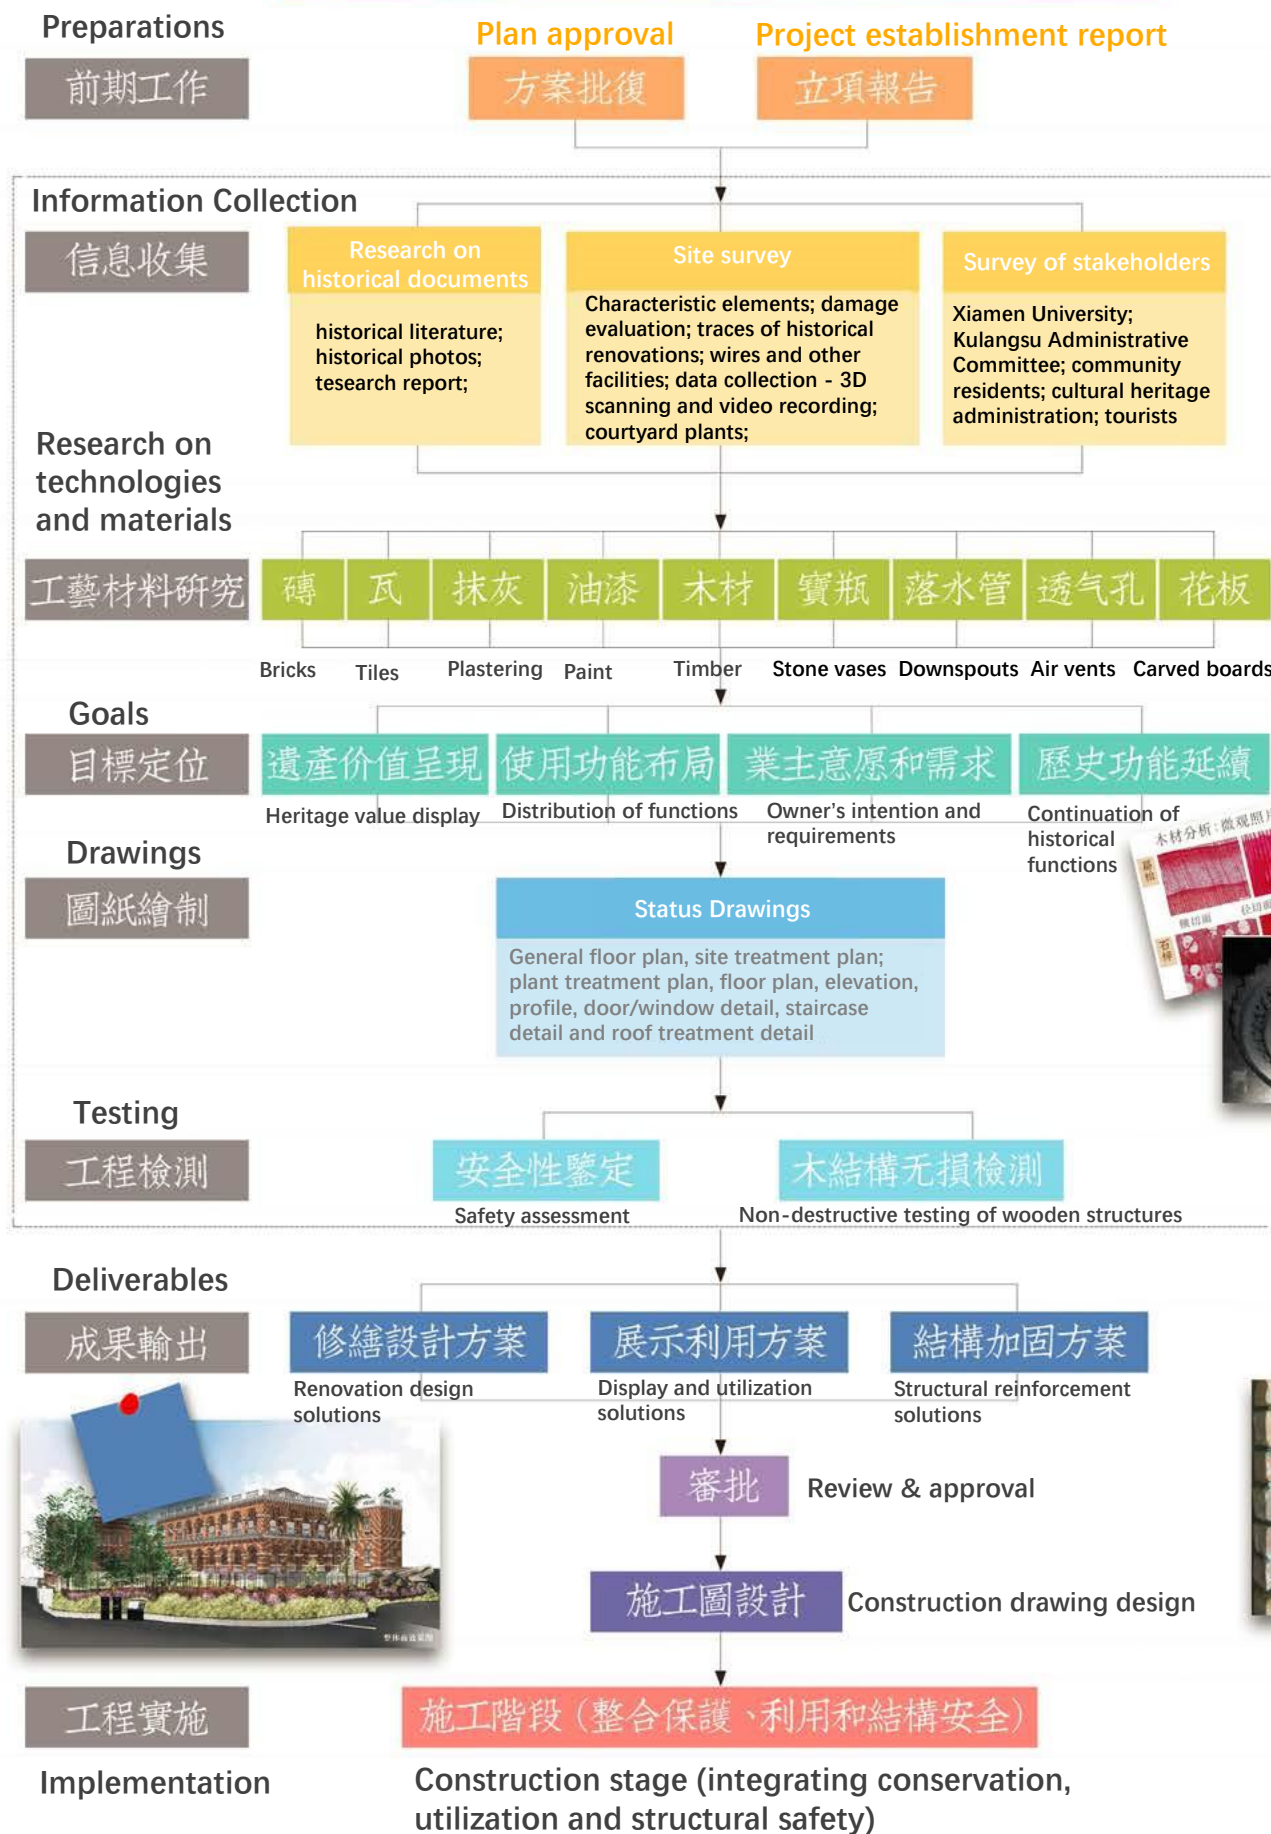 Preparations
Plan approval
Project establishment report
前期工作
方案批復
立項報告
Information Collection
信息收集
Research on
historical documents
historical literature;
historical photos;
tesearch report;
Site survey
Characteristic elements; damage
evaluation; traces of historical
renovations; wires and other
facilities; data collection - 3D
scanning and video recording;
courtyard plants;
Survey of stakeholders
Xiamen University;
Kulangsu Administrative
Committee; community
residents; cultural heritage
administration; tourists
Research on
technologies
and materials
工藝材料研究
磚
瓦
抹灰
油漆
木材
寶瓶
落水管
透气孔
花板
Bricks
Tiles
Plastering
Paint
Timber
Stone vases
Downspouts
Air vents
Carved boards
Goals
目標定位
遺產价值呈現
使用功能布局
業主意愿和需求
歷史功能延續
Heritage value display
Distribution of functions
Owner's intention and
requirements
Continuation of
historical
functions
木材分析:微观照片
横切面
径切面
Drawings
圖紙繪制
Status Drawings
General floor plan, site treatment plan;
plant treatment plan, floor plan, elevation,
profile, door/window detail, staircase
detail and roof treatment detail
Testing
工程檢測
安全性鑒定
木結構无損檢測
Safety assessment
Non-destructive testing of wooden structures
Deliverables
成果輸出
修繕設計方案
展示利用方案
結構加固方案
Renovation design
solutions
Display and utilization
solutions
Structural reinforcement
solutions
審批
Review & approval
施工圖設計
Construction drawing design
工程實施
施工階段（整合保護、利用和結構安全）
Implementation
Construction stage (integrating conservation,
utilization and structural safety)